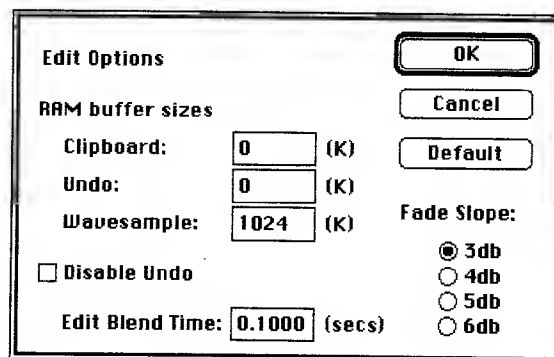 Edit Options
OK
RAM buffer sizes
Cancel
Clipboard: 0 (K)
Default
Undo: 0 (K)
Wavesample: 1024 (K)
Fade Slope:
3db
Disable Undo
4db
5db
Edit Blend Time: 0.1000 (secs)
6db